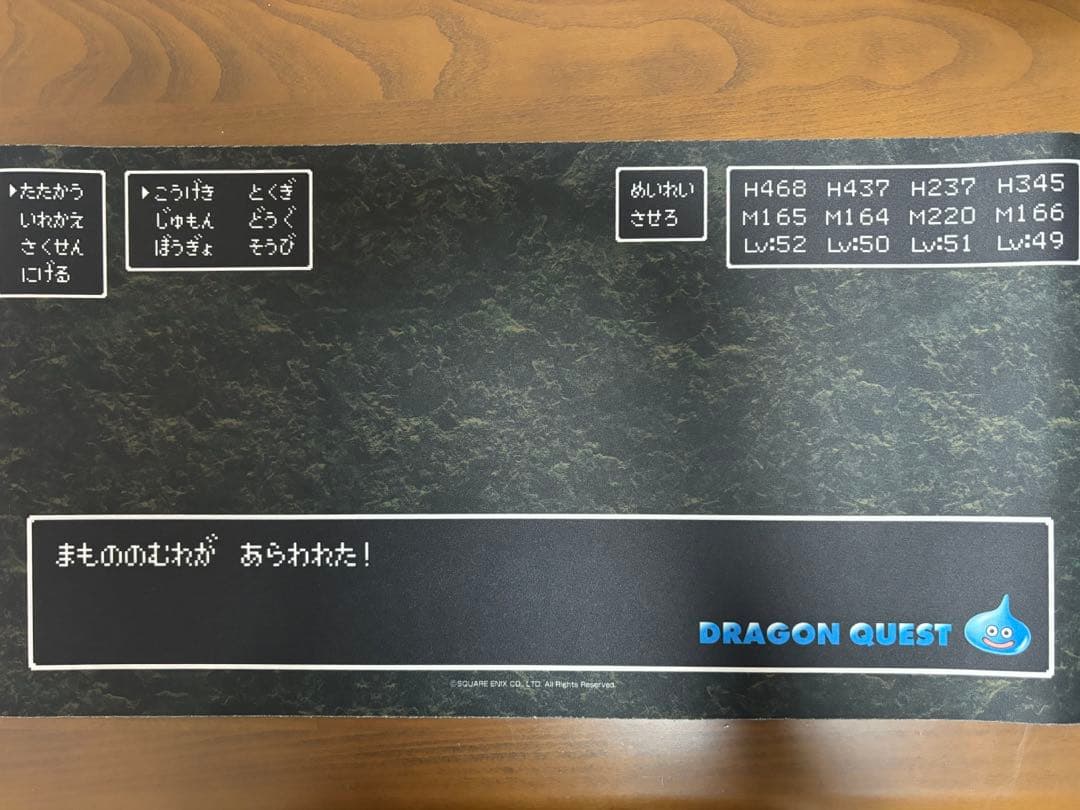 ▶たたかう
いれかえ
さくせん
にげる
▶こうげき とくぎ
じゅもん どうぐ
ぼうぎょ そうび
めいれい
させろ
H468 H437 H237 H345
M165 M164 M220 M166
Lv:52 Lv:50 Lv:51 Lv:49
まもののむれが あらわれた!
DRAGON QUEST
©SQUARE ENIX CO., LTD. All Rights Reserved.